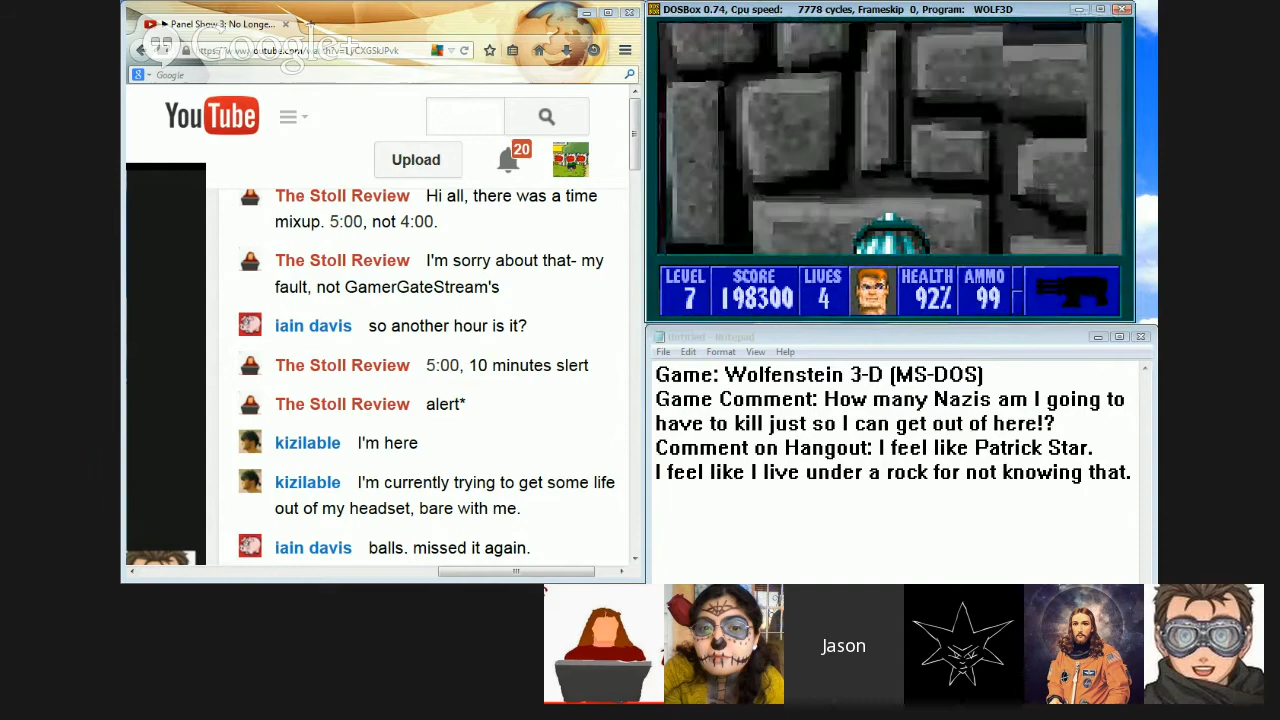 Panel Show 3: No Longe...
Google+
Google
YouTube
Upload
20
The Stoll Review Hi all, there was a time
mixup. 5:00, not 4:00.
The Stoll Review I'm sorry about that- my
fault, not GamerGateStream's
iain davis so another hour is it?
The Stoll Review 5:00, 10 minutes slert
The Stoll Review alert*
kizilable I'm here
kizilable I'm currently trying to get some life
out of my headset, bare with me.
iain davis balls. missed it again.
DOSBox 0.74, Cpu speed: 7778 cycles, Frameskip 0, Program: WOLF3D
LEVEL SCORE LIVES HEALTH AMMO
7 198300 4 92% 99
Untitled - Notepad
File Edit Format View Help
Game: Wolfenstein 3-D (MS-DOS)
Game Comment: How many Nazis am I going to
have to kill just so I can get out of here!?
Comment on Hangout: I feel like Patrick Star.
I feel like I live under a rock for not knowing that.
Jason